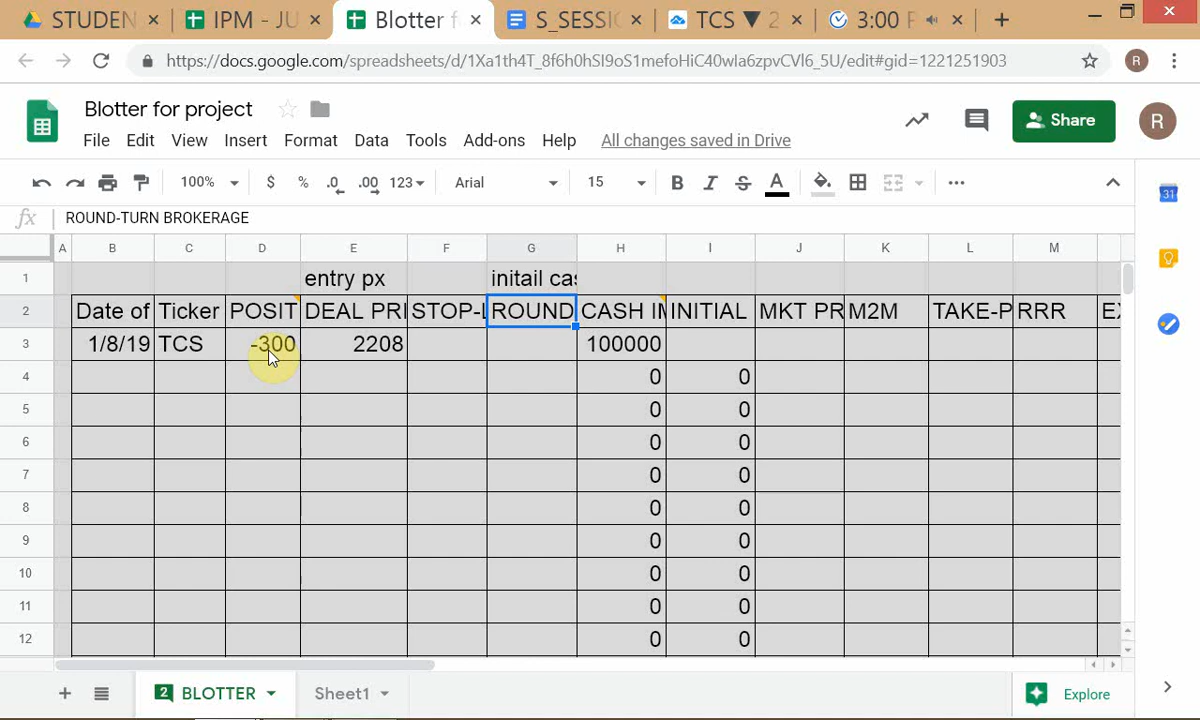 STUDEN
IPM - JU
Blotter f
S_SESSIO
TCS ▼ 2
3:00 P
https://docs.google.com/spreadsheets/d/1Xa1th4T_8f6h0hSI9oS1mefoHiC40wIa6zpvCVl6_5U/edit#gid=1221251903
R
Blotter for project
File Edit View Insert Format Data Tools Add-ons Help All changes saved in Drive
Share
R
100% $ % .0 .00 123 Arial 15 B I S A
31
fx ROUND-TURN BROKERAGE
A B C D E F G H I J K L M
1 entry px initail cas
2 Date of Ticker POSIT DEAL PRI STOP-L ROUND CASH IN INITIAL MKT PR M2M TAKE-P RRR EX
3 1/8/19 TCS -300 2208 100000
4 0 0
5 0 0
6 0 0
7 0 0
8 0 0
9 0 0
10 0 0
11 0 0
12 0 0
2 BLOTTER Sheet1 Explore